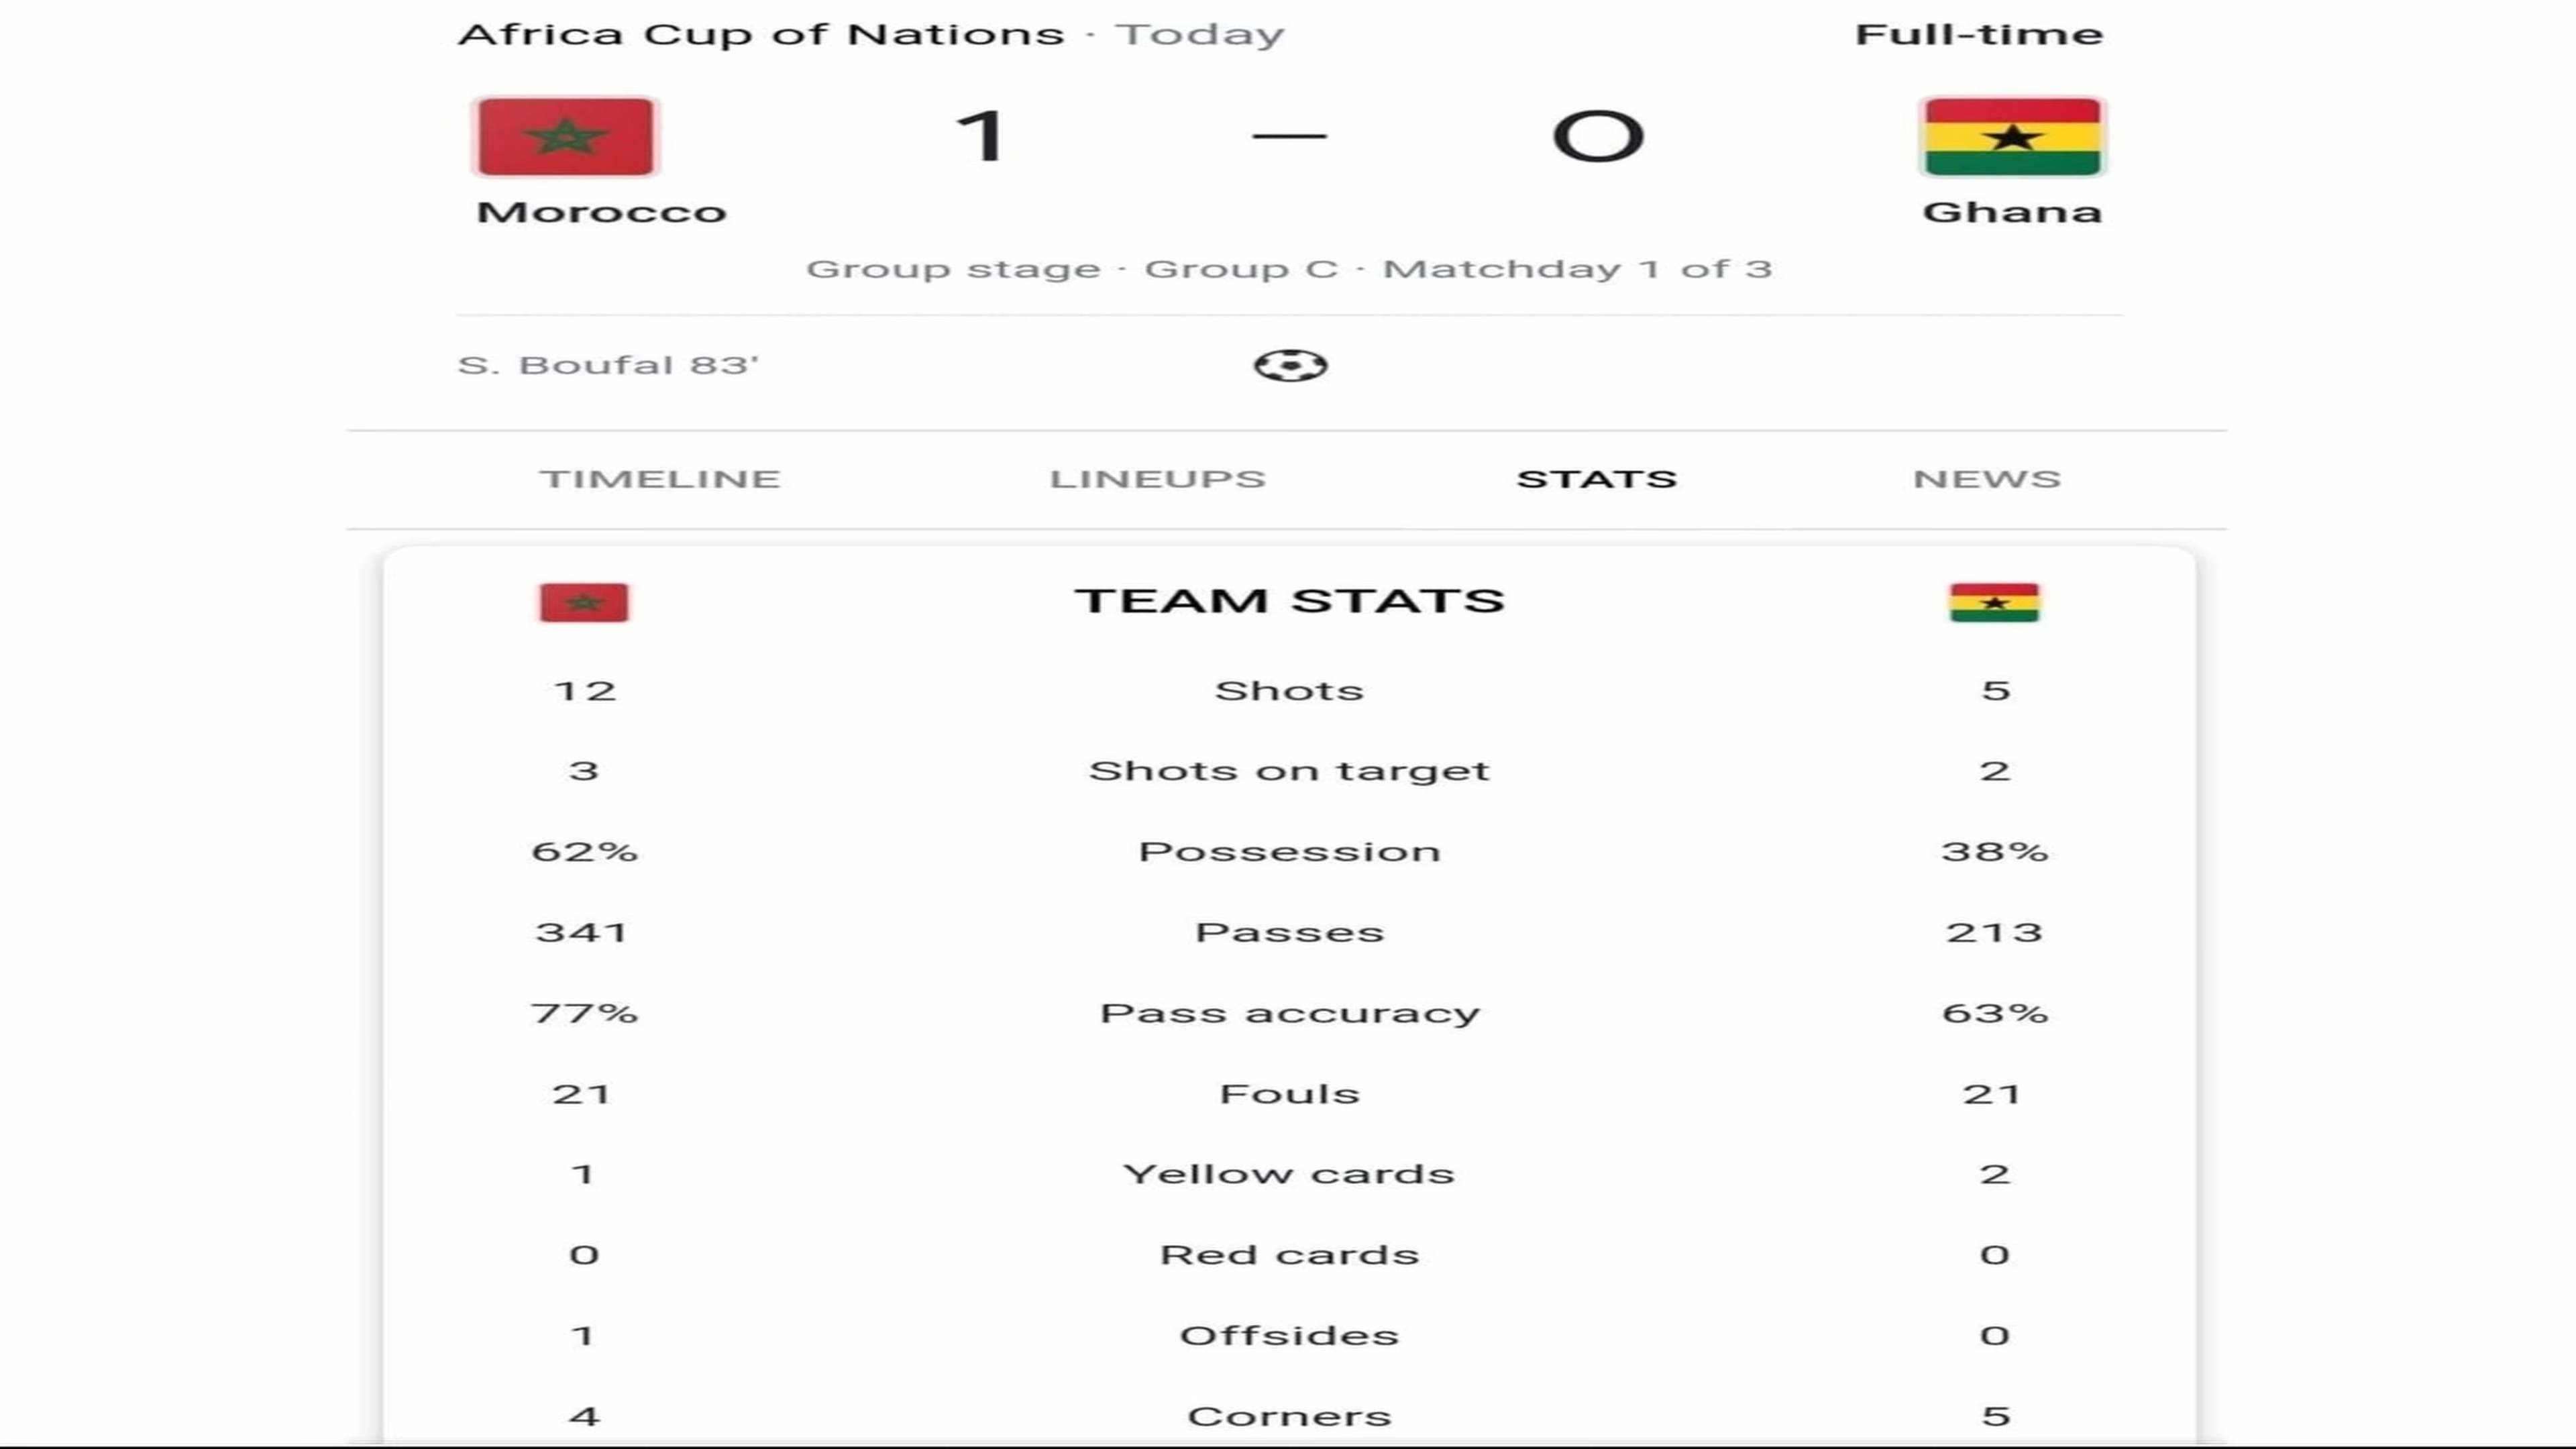 Africa Cup of Nations · Today Full-time
1 – 0
Morocco Ghana
Group stage · Group C · Matchday 1 of 3
S. Boufal 83'
TIMELINE LINEUPS STATS NEWS
TEAM STATS
12 Shots 5
3 Shots on target 2
62% Possession 38%
341 Passes 213
77% Pass accuracy 63%
21 Fouls 21
1 Yellow cards 2
0 Red cards 0
1 Offsides 0
4 Corners 5